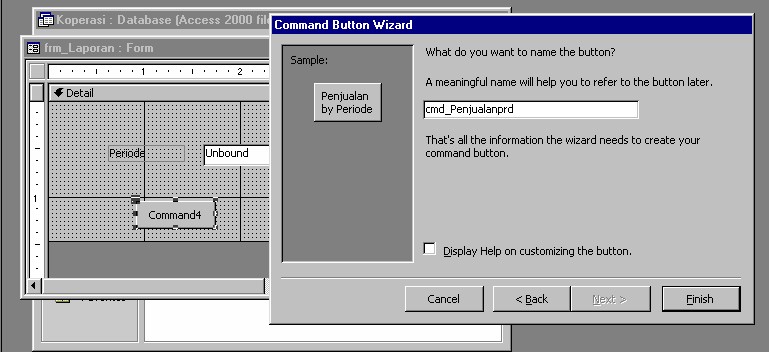 Koperasi : Database (Access 2000 file
frm_Laporan : Form
1
2
Detail
Periode
Unbound
1
Command4
Command Button Wizard
Sample:
Penjualan
by Periode
What do you want to name the button?
A meaningful name will help you to refer to the button later.
cmd_Penjualanprd
That's all the information the wizard needs to create your
command button.
Display Help on customizing the button.
Cancel
< Back
Next >
Finish